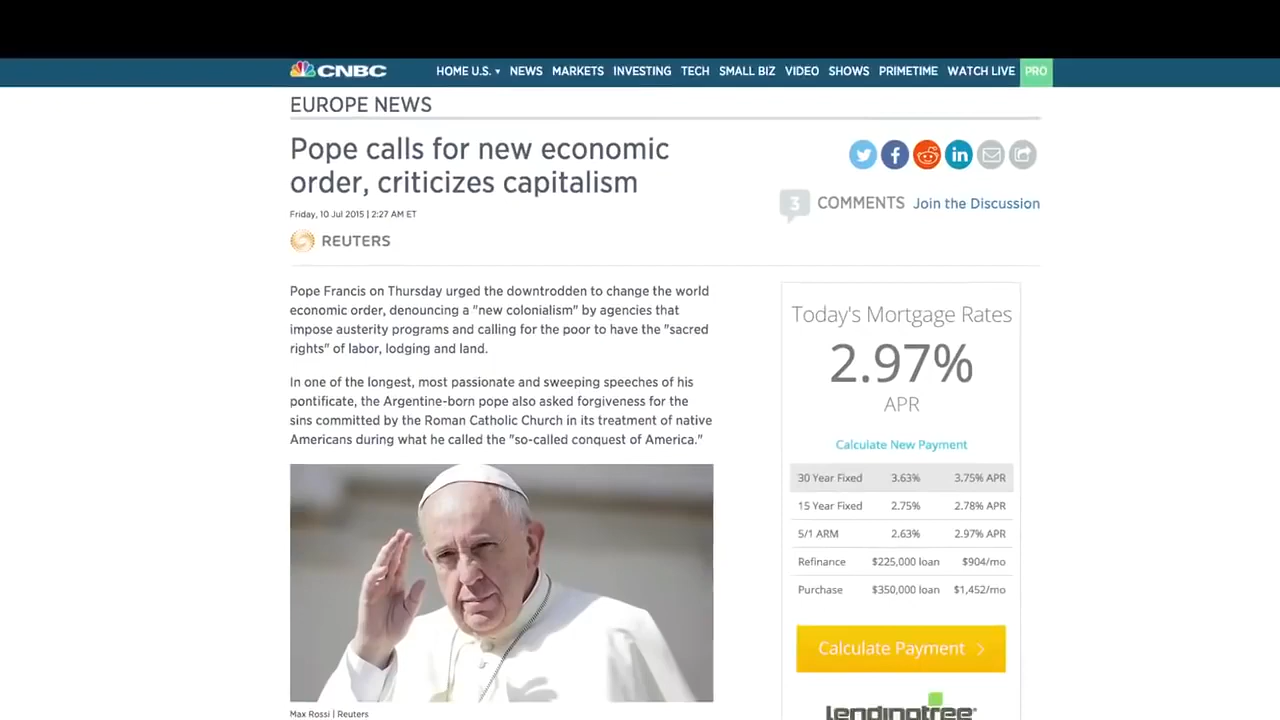 CNBC
HOME U.S. NEWS MARKETS INVESTING TECH SMALL BIZ VIDEO SHOWS PRIMETIME WATCH LIVE PRO
EUROPE NEWS
Pope calls for new economic
order, criticizes capitalism
Friday, 10 Jul 2015 | 2:27 AM ET
REUTERS
3 COMMENTS Join the Discussion
Pope Francis on Thursday urged the downtrodden to change the world
economic order, denouncing a "new colonialism" by agencies that
impose austerity programs and calling for the poor to have the "sacred
rights" of labor, lodging and land.
In one of the longest, most passionate and sweeping speeches of his
pontificate, the Argentine-born pope also asked forgiveness for the
sins committed by the Roman Catholic Church in its treatment of native
Americans during what he called the "so-called conquest of America."
Max Rossi | Reuters
Today's Mortgage Rates
2.97%
APR
Calculate New Payment
30 Year Fixed 3.63% 3.75% APR
15 Year Fixed 2.75% 2.78% APR
5/1 ARM 2.63% 2.97% APR
Refinance $225,000 loan $904/mo
Purchase $350,000 loan $1,452/mo
Calculate Payment
lendingtree